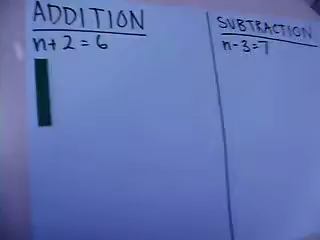 ADDITION
n + 2 = 6
SUBTRACTION
n - 3 = 7